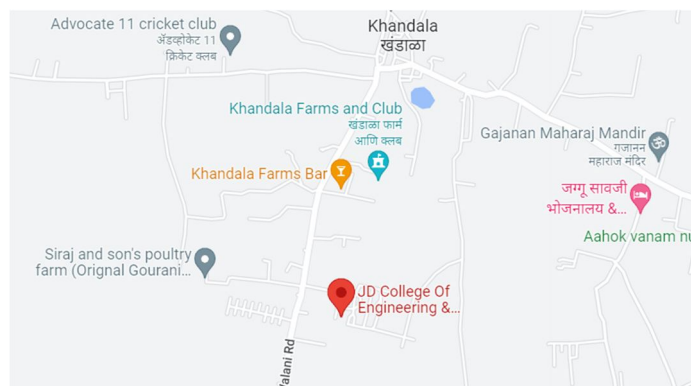 Advocate 11 cricket club
ॲडव्होकेट 11
क्रिकेट क्लब
Khandala
खंडाळा
Khandala Farms and Club
खंडाळा फार्म
आणि क्लब
Gajanan Maharaj Mandir
गजानन
महाराज मंदिर
Khandala Farms Bar
जग्गू सावजी
भोजनालय &...
Aahok vanam nu
Siraj and son's poultry
farm (Orignal Gourani...
JD College Of
Engineering &...
alani Rd